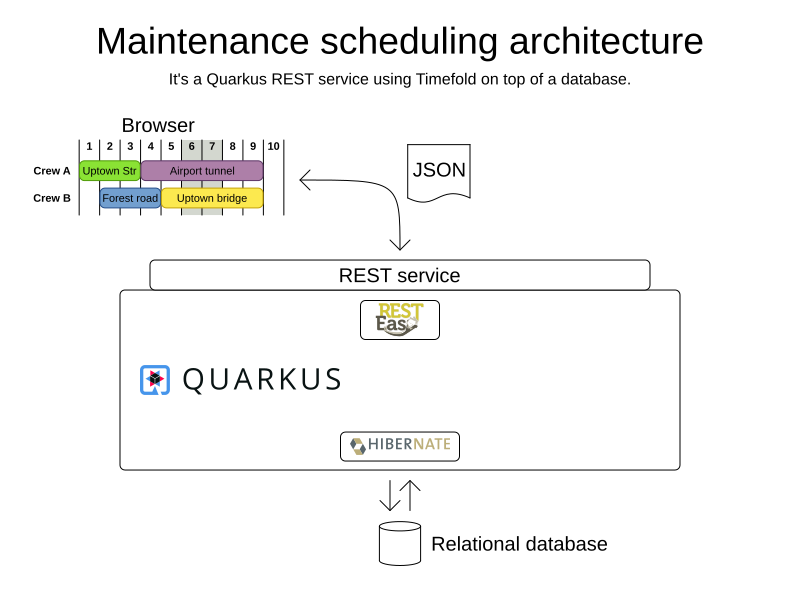 Maintenance scheduling architecture
It's a Quarkus REST service using Timefold on top of a database.
Browser
1 2 3 4 5 6 7 8 9 10
Crew A Uptown Str Airport tunnel
Crew B Forest road Uptown bridge
JSON
REST service
REST
Easy
QUARKUS
HIBERNATE
Relational database